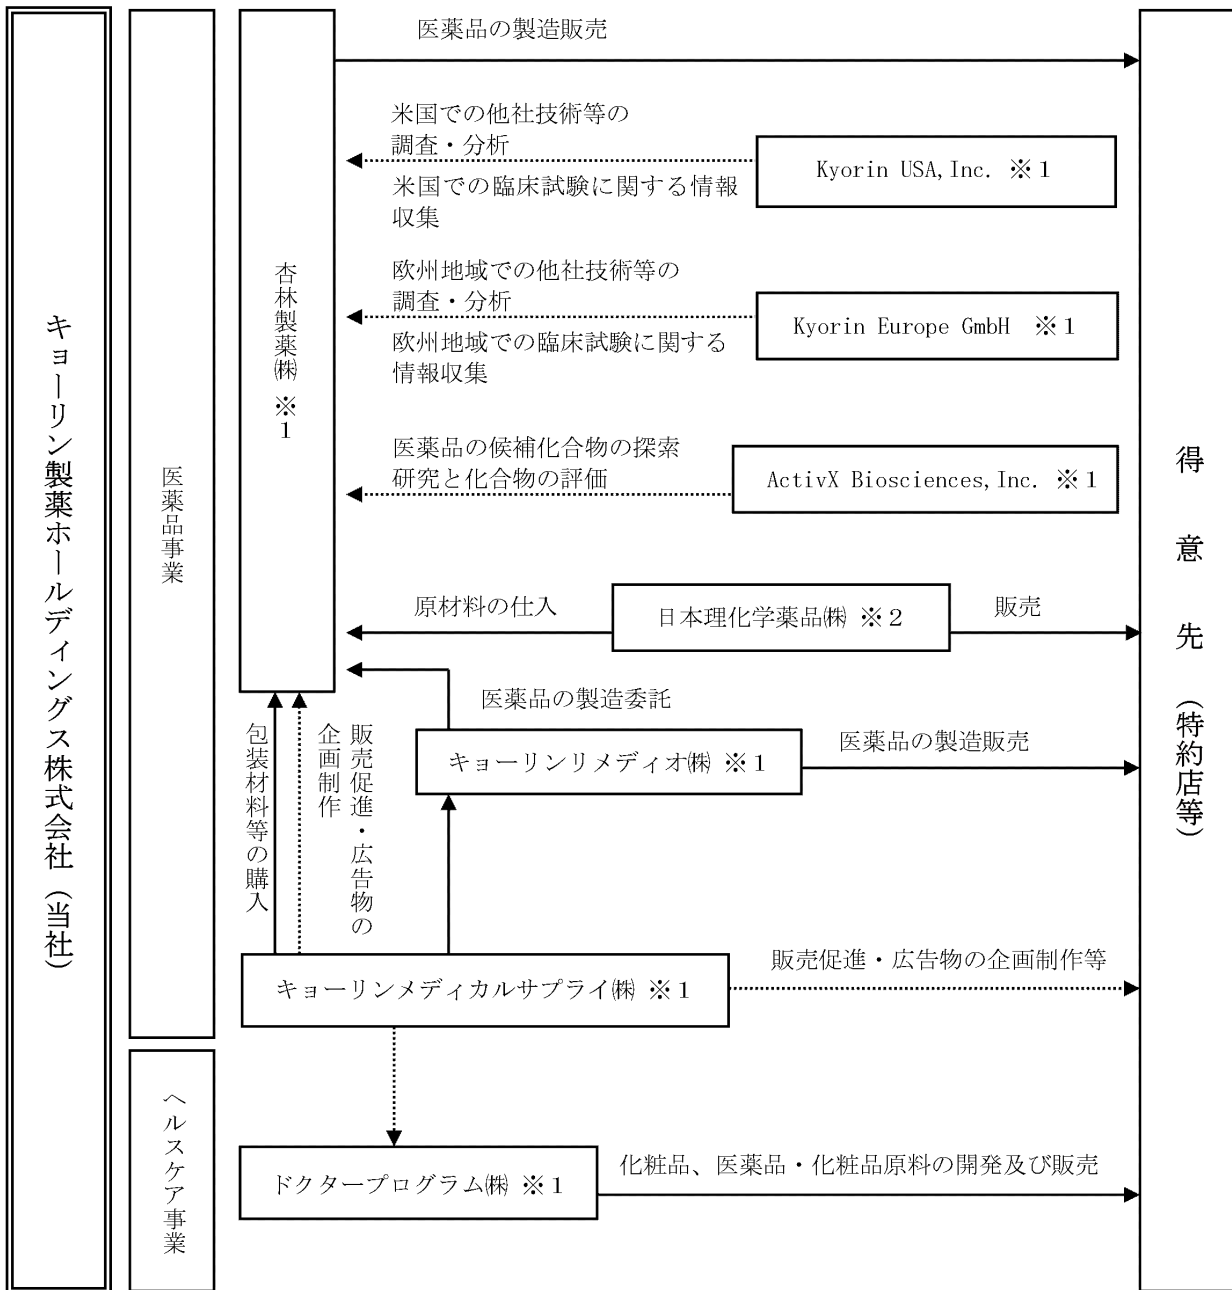 キョーリン製薬ホールディングス株式会社（当社）
医薬品事業
ヘルスケア事業
杏林製薬㈱ ※1
医薬品の製造販売
米国での他社技術等の
調査・分析
米国での臨床試験に関する情報
収集
Kyorin USA,Inc. ※１
欧州地域での他社技術等の
調査・分析
欧州地域での臨床試験に関する
情報収集
Kyorin Europe GmbH ※１
医薬品の候補化合物の探索
研究と化合物の評価
ActivX Biosciences,Inc. ※１
原材料の仕入
日本理化学薬品㈱ ※２
販売
医薬品の製造委託
キョーリンリメディオ㈱ ※１
医薬品の製造販売
包装材料等の購入
販売促進・広告物の
企画制作
キョーリンメディカルサプライ㈱ ※１
販売促進・広告物の企画制作等
ドクタープログラム㈱ ※１
化粧品、医薬品・化粧品原料の開発及び販売
得意先（特約店等）